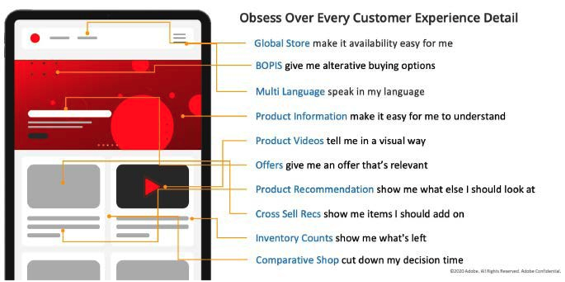 Obsess Over Every Customer Experience Detail
Global Store make it availability easy for me
BOPIS give me alterative buying options
Multi Language speak in my language
Product Information make it easy for me to understand
Product Videos tell me in a visual way
Offers give me an offer that's relevant
Product Recommendation show me what else I should look at
Cross Sell Recs show me items I should add on
Inventory Counts show me what's left
Comparative Shop cut down my decision time
©2020 Adobe. All Rights Reserved. Adobe Confidential.